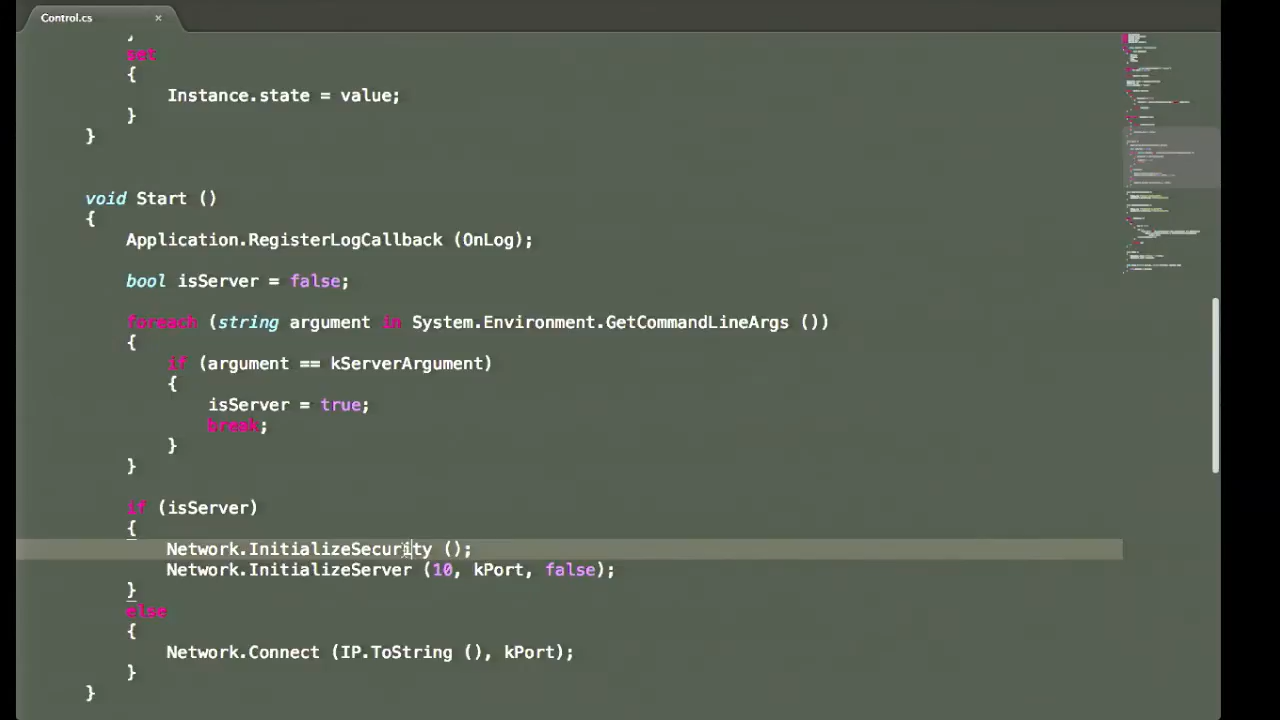 Control.cs ×
}
set
{
Instance.state = value;
}
}
void Start ()
{
Application.RegisterLogCallback (OnLog);
bool isServer = false;
foreach (string argument in System.Environment.GetCommandLineArgs ())
{
if (argument == kServerArgument)
{
isServer = true;
break;
}
}
if (isServer)
{
Network.InitializeSecurity ();
Network.InitializeServer (10, kPort, false);
}
else
{
Network.Connect (IP.ToString (), kPort);
}
}